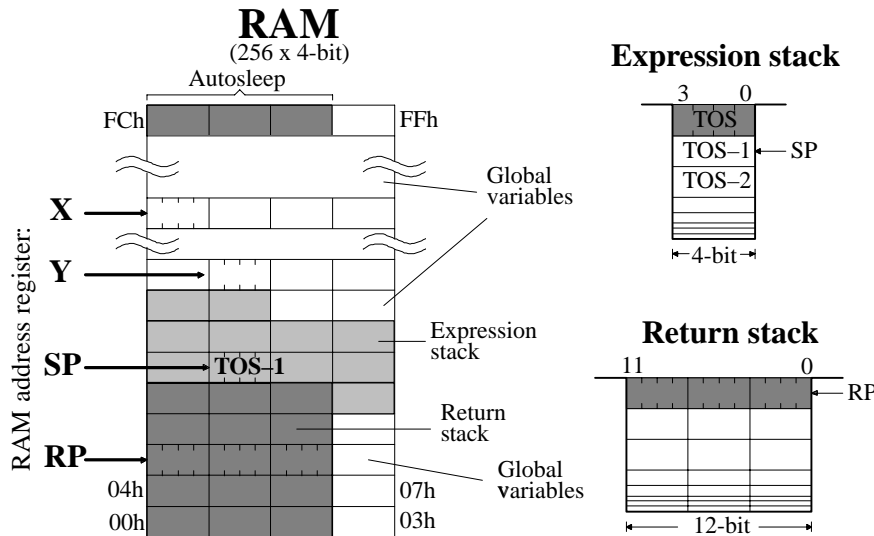 RAM
(256 x 4-bit)
Autosleep
FCh
FFh
Global
variables
X
Y
RAM address register:
SP
TOS–1
Expression
stack
RP
Return
stack
Global
variables
04h
07h
00h
03h
Expression stack
3
0
TOS
TOS–1
SP
TOS–2
4-bit
Return stack
11
0
RP
12-bit